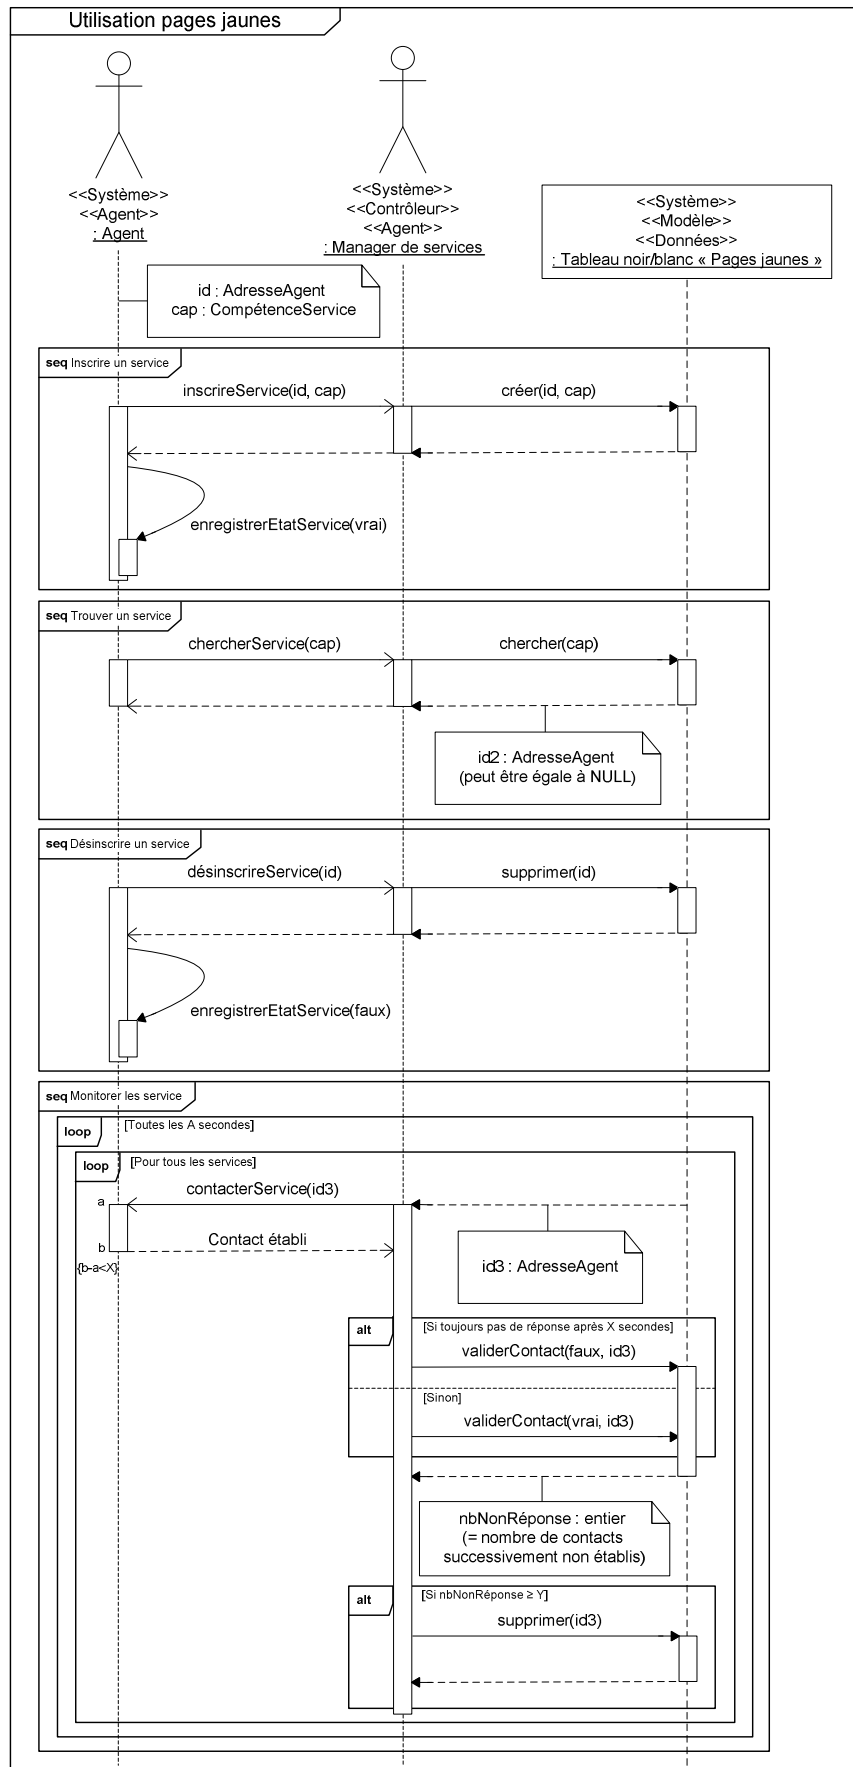 Utilisation pages jaunes
<<Système>>
<<Agent>>
: Agent
<<Système>>
<<Contrôleur>>
<<Agent>>
: Manager de services
<<Système>>
<<Modèle>>
<<Données>>
: Tableau noir/blanc « Pages jaunes »
id : AdresseAgent
cap : CompétenceService
seq Inscrire un service
inscrireService(id, cap)
créer(id, cap)
enregistrerEtatService(vrai)
seq Trouver un service
chercherService(cap)
chercher(cap)
id2 : AdresseAgent
(peut être égale à NULL)
seq Désinscrire un service
désinscrireService(id)
supprimer(id)
enregistrerEtatService(faux)
seq Monitorer les service
loop [Toutes les A secondes]
loop [Pour tous les services]
contacterService(id3)
a
Contact établi
b
{b-a<X}
id3 : AdresseAgent
alt [Si toujours pas de réponse après X secondes]
validerContact(faux, id3)
[Sinon]
validerContact(vrai, id3)
nbNonRéponse : entier
(= nombre de contacts
successivement non établis)
alt [Si nbNonRéponse ≥ Y]
supprimer(id3)